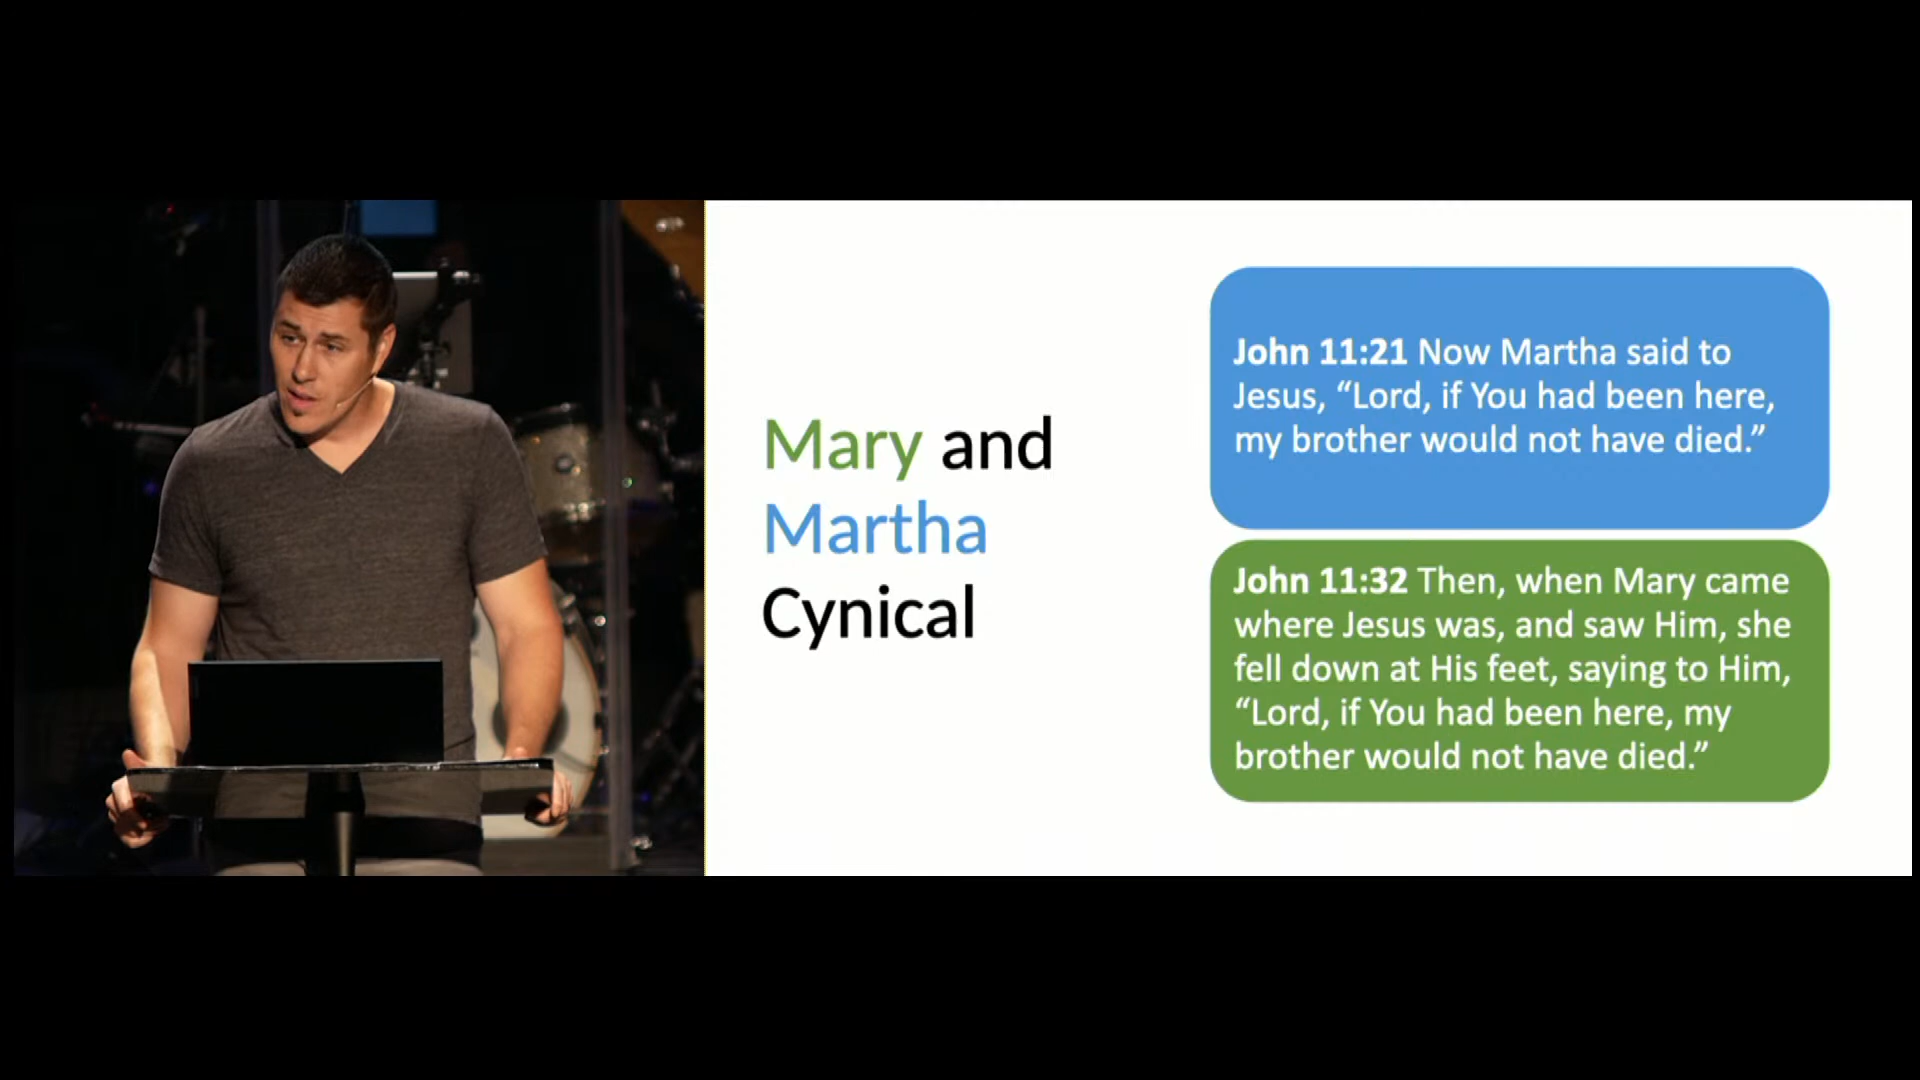 Mary and
Martha
Cynical
John 11:21 Now Martha said to
Jesus, “Lord, if You had been here,
my brother would not have died.”
John 11:32 Then, when Mary came
where Jesus was, and saw Him, she
fell down at His feet, saying to Him,
“Lord, if You had been here, my
brother would not have died.”